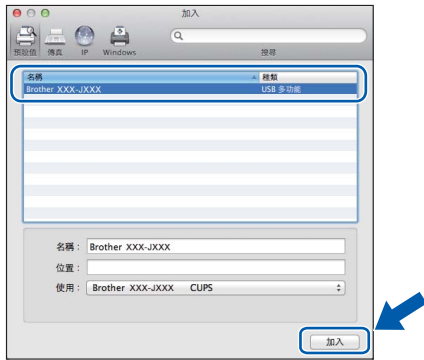 加入
預設值 傳真 IP Windows 搜尋
名稱 種類
Brother XXX-JXXX USB 多功能
名稱： Brother XXX-JXXX
位置：
使用： Brother XXX-JXXX CUPS
加入